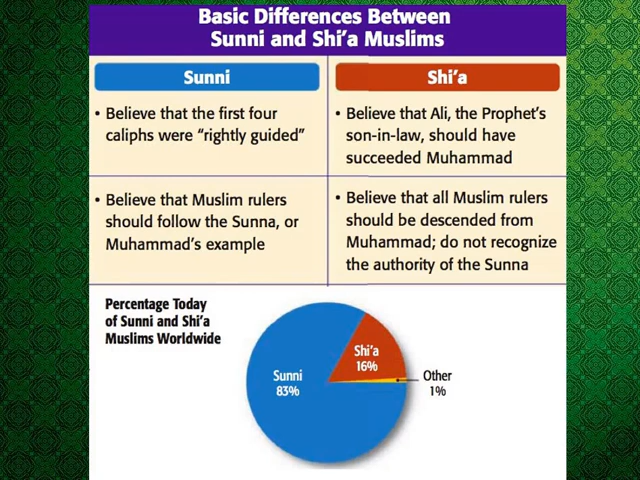 Basic Differences Between
Sunni and Shi’a Muslims
Sunni
Shi’a
• Believe that the first four
caliphs were “rightly guided”
• Believe that Ali, the Prophet’s
son-in-law, should have
succeeded Muhammad
• Believe that Muslim rulers
should follow the Sunna, or
Muhammad’s example
• Believe that all Muslim rulers
should be descended from
Muhammad; do not recognize
the authority of the Sunna
Percentage Today
of Sunni and Shi’a
Muslims Worldwide
Sunni
83%
Shi’a
16%
Other
1%